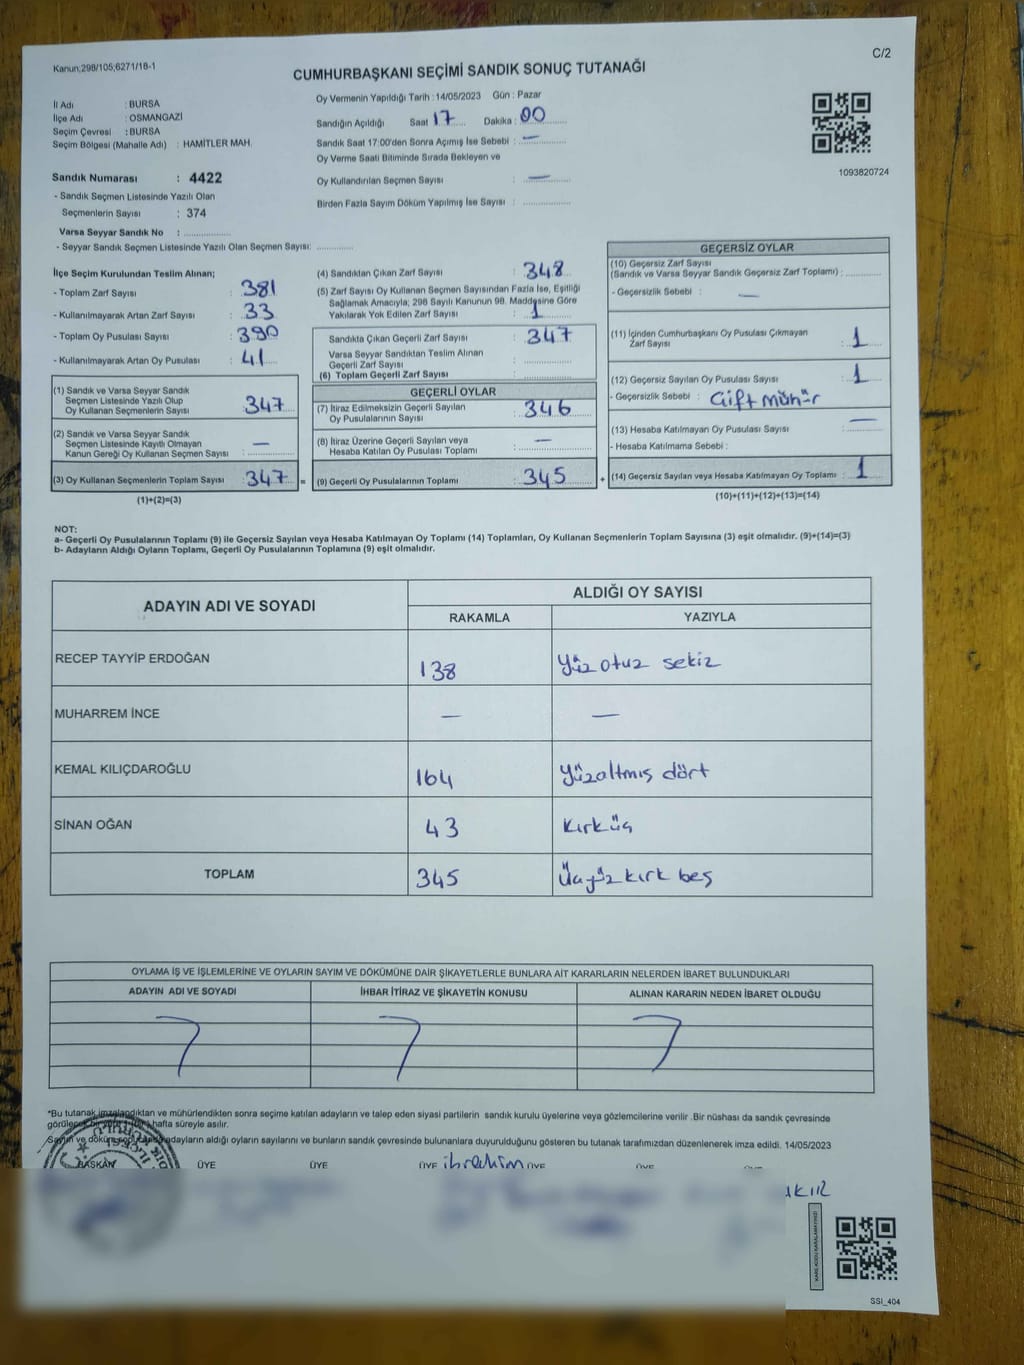 Kanun;298/105;6271/18-1
C/2
CUMHURBAŞKANI SEÇİMİ SANDIK SONUÇ TUTANAĞI
İl Adı : BURSA
İlçe Adı : OSMANGAZİ
Seçim Çevresi : BURSA
Seçim Bölgesi (Mahalle Adı) : HAMİTLER MAH.
Sandık Numarası : 4422
- Sandık Seçmen Listesinde Yazılı Olan
Seçmenlerin Sayısı : 374
Varsa Seyyar Sandık No : ....................
- Seyyar Sandık Seçmen Listesinde Yazılı Olan Seçmen Sayısı: ..............
Oy Vermenin Yapıldığı Tarih : 14/05/2023 Gün : Pazar
Sandığın Açıldığı Saat 17 Dakika : 00
Sandık Saat 17:00'den Sonra Açımış İse Sebebi : —
Oy Verme Saati Bitiminde Sırada Bekleyen ve
Oy Kullandırılan Seçmen Sayısı : —
Birden Fazla Sayım Döküm Yapılmış İse Sayısı : ....................
1093820724
İlçe Seçim Kurulundan Teslim Alınan;
- Toplam Zarf Sayısı : 381
- Kullanılmayarak Artan Zarf Sayısı : 33
- Toplam Oy Pusulası Sayısı : 390
- Kullanılmayarak Artan Oy Pusulası : 41
(1) Sandık ve Varsa Seyyar Sandık
Seçmen Listesinde Yazılı Olup
Oy Kullanan Seçmenlerin Sayısı : 347
(2) Sandık ve Varsa Seyyar Sandık
Seçmen Listesinde Kayıtlı Olmayan
Kanun Gereği Oy Kullanan Seçmen Sayısı : —
(3) Oy Kullanan Seçmenlerin Toplam Sayısı : 347 =
(1)+(2)=(3)
(4) Sandıktan Çıkan Zarf Sayısı : 348
(5) Zarf Sayısı Oy Kullanan Seçmen Sayısından Fazla İse, Eşitliği
Sağlamak Amacıyla; 298 Sayılı Kanunun 98. Maddesine Göre
Yakılarak Yok Edilen Zarf Sayısı : 1
Sandıkta Çıkan Geçerli Zarf Sayısı : 347
Varsa Seyyar Sandıktan Teslim Alınan
Geçerli Zarf Sayısı : ....................
(6) Toplam Geçerli Zarf Sayısı : ....................
GEÇERLİ OYLAR
(7) İtiraz Edilmeksizin Geçerli Sayılan
Oy Pusulalarının Sayısı : 346
(8) İtiraz Üzerine Geçerli Sayılan veya
Hesaba Katılan Oy Pusulası Toplamı : —
(9) Geçerli Oy Pusulalarının Toplamı : 345 +
GEÇERSİZ OYLAR
(10) Geçersiz Zarf Sayısı
(Sandık ve Varsa Seyyar Sandık Geçersiz Zarf Toplamı) : ............
- Geçersizlik Sebebi : —
(11) İçinden Cumhurbaşkanı Oy Pusulası Çıkmayan
Zarf Sayısı : 1
(12) Geçersiz Sayılan Oy Pusulası Sayısı : 1
- Geçersizlik Sebebi : Çift mühür
(13) Hesaba Katılmayan Oy Pusulası Sayısı : —
- Hesaba Katılmama Sebebi :
(14) Geçersiz Sayılan veya Hesaba Katılmayan Oy Toplamı : 1
(10)+(11)+(12)+(13)=(14)
NOT:
a- Geçerli Oy Pusulalarının Toplamı (9) ile Geçersiz Sayılan veya Hesaba Katılmayan Oy Toplamı (14) Toplamları, Oy Kullanan Seçmenlerin Toplam Sayısına (3) eşit olmalıdır. (9)+(14)=(3)
b- Adayların Aldığı Oyların Toplamı, Geçerli Oy Pusulalarının Toplamına (9) eşit olmalıdır.
ADAYIN ADI VE SOYADI
ALDIĞI OY SAYISI
RAKAMLA YAZIYLA
RECEP TAYYİP ERDOĞAN 138 Yüz otuz sekiz
MUHARREM İNCE — —
KEMAL KILIÇDAROĞLU 164 Yüzaltmış dört
SİNAN OĞAN 43 Kırküç
TOPLAM 345 Üçyüz kırk beş
OYLAMA İŞ VE İŞLEMLERİNE VE OYLARIN SAYIM VE DÖKÜMÜNE DAİR ŞİKAYETLERLE BUNLARA AİT KARARLARIN NELERDEN İBARET BULUNDUKLARI
ADAYIN ADI VE SOYADI İHBAR İTİRAZ VE ŞİKAYETİN KONUSU ALINAN KARARIN NEDEN İBARET OLDUĞU
*Bu tutanak imzalandıktan ve mühürlendikten sonra seçime katılan adayların ve talep eden siyasi partilerin sandık kurulu üyelerine veya gözlemcilerine verilir .Bir nüshası da sandık çevresinde
görülecek bir yere 1 hafta süreyle asılır.
Sayım ve döküm adayların aldığı oyların sayılarını ve bunların sandık çevresinde bulunanlara duyurulduğunu gösteren bu tutanak tarafımızdan düzenlenerek imza edildi. 14/05/2023
BAŞKAN ÜYE ÜYE ÜYE ibrahim ÜYE ÜYE ÜYE
SSI_404